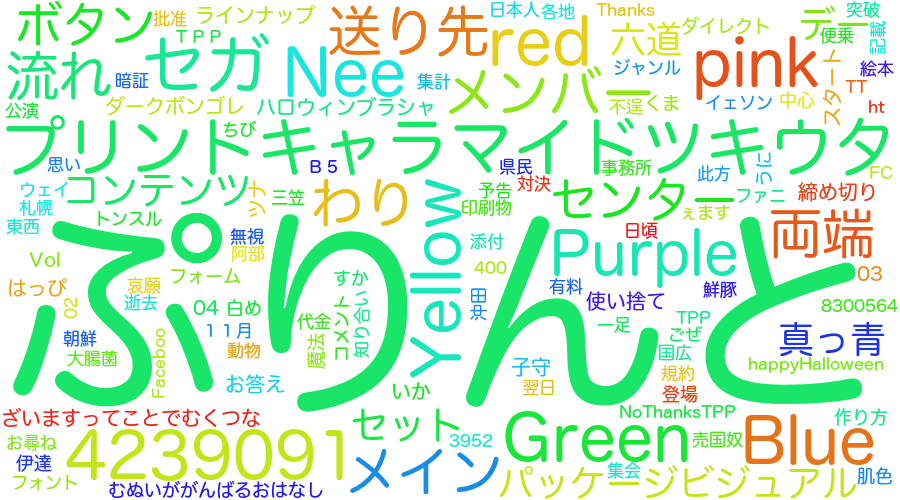 ボタン
TPP
批准
ラインナップ
送り先
日本人
各地
Thanks
ダイレクト
デー
突破
便乗
記載
流れ
セガ
Nee
red
六道
pink
絵本
暗証
集計
メンバー
ジャンル
スタート
TT
公演
ダークボンゴレ
ハロウィンブラシャ
不逞
くま
イェソン
中心
ht
プリントキャラマイドツキウタ
ちび
思い
B5
県民
事務所
此方
うに
FC
ウェイ
コンテンツ
ツナ
三笠
わり
Yellow
予告
対決
センター
ファニ
締め切り
札幌
東西
トンスル
無視
印刷物
ぇます
日頃
両端
Vol
阿部
添付
Purple
ぷりんと
はっぴ
哀願
フォーム
すか
400
有料
鮮豚
03
02
逝去
04
白め
コメント
知り合い
沖田
使い捨て
8300564
朝鮮
11月
代金
一足
TPP
ごぜ
真っ青
大腸菌
Faceboo
動物
魔法
子守
国広
happyHalloween
お答え
いか
翌日
規約
登場
ざいますってことでむくつな
セット
NoThanksTPP
作り方
お尋ね
4239091
3952
Green
売国奴
Blue
伊達
メイン
集会
肌色
フォント
むぬいががんばるおはなし
パッケージビジュアル